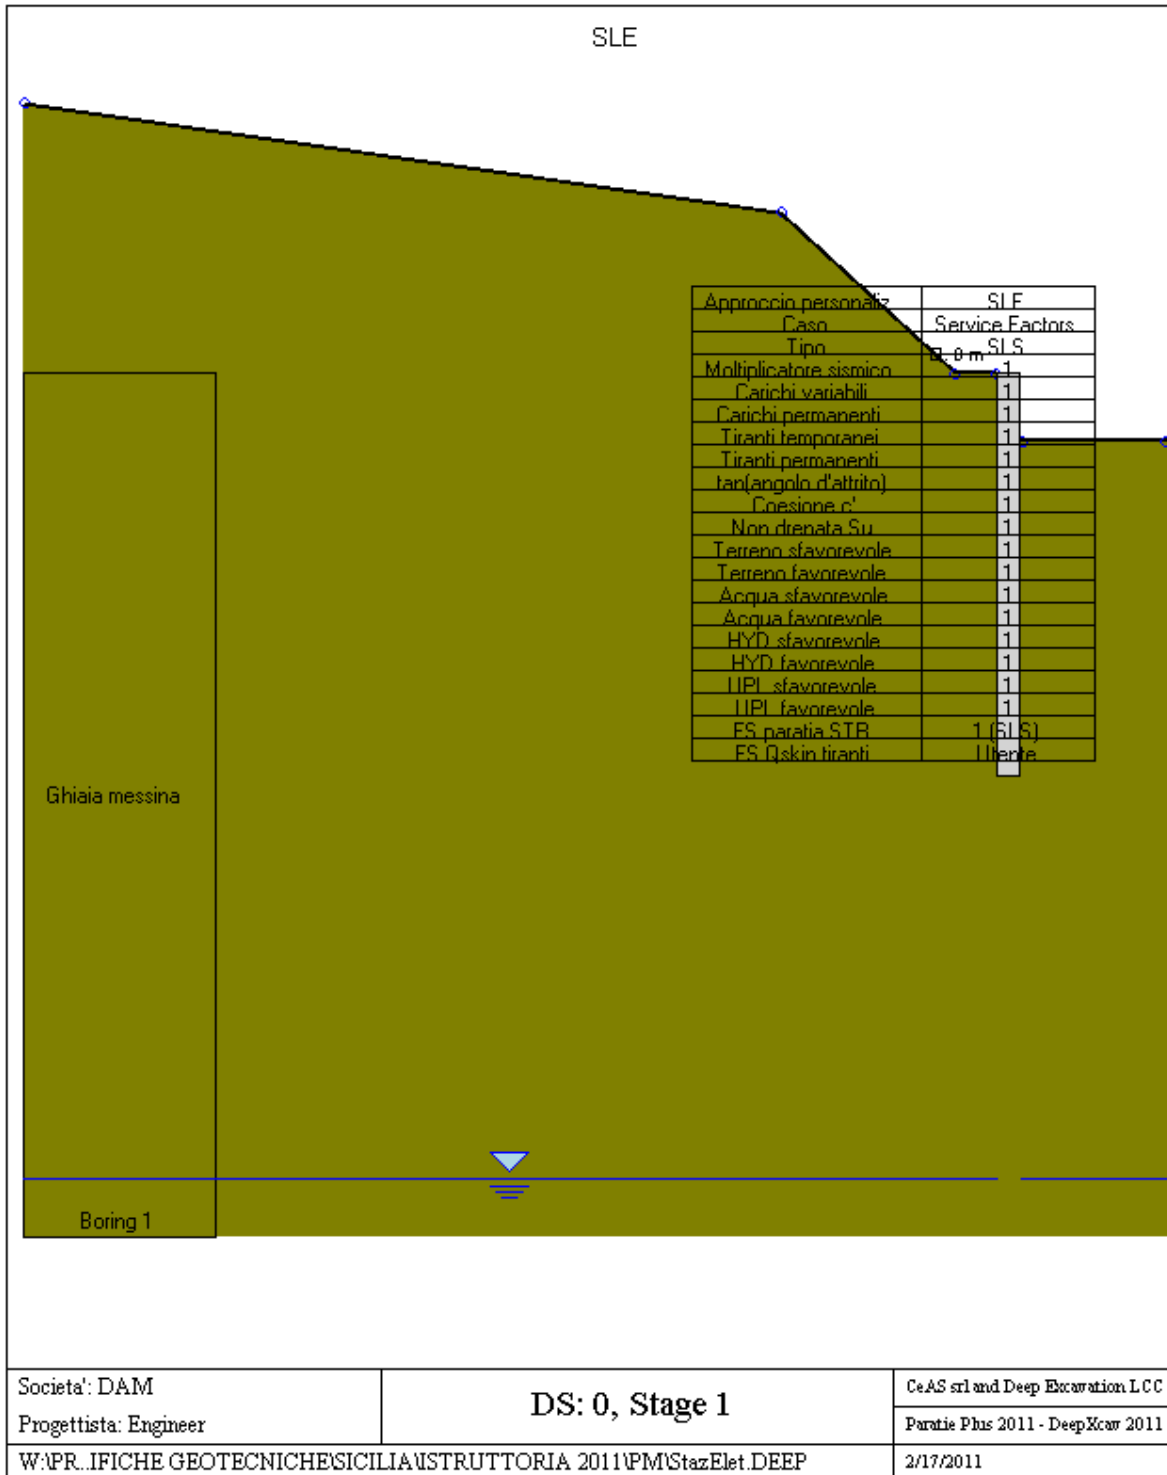 SLE
Approccio personaliz SLE
Caso Service Factors
Tipo SLS
0. 0 m
Moltiplicatore sismico 1
Carichi variabili 1
Carichi permanenti 1
Tiranti temporanei 1
Tiranti permanenti 1
tan(angolo d'attrito) 1
Coesione c' 1
Non drenata Su 1
Terreno sfavorevole 1
Terreno favorevole 1
Acqua sfavorevole 1
Acqua favorevole 1
HYD sfavorevole 1
HYD favorevole 1
UPL sfavorevole 1
UPL favorevole 1
FS paratia STR 1 (SLS)
FS Qskin tiranti Utente
Ghiaia messina
Boring 1
Societa': DAM
Progettista: Engineer
DS: 0, Stage 1
CeAS srl and Deep Excavation LCC
Paratie Plus 2011 - DeepXcav 2011
W:\PR..IFICHE GEOTECNICHE\SICILIA\ISTRUTTORIA 2011\PM\StazElet.DEEP
2/17/2011